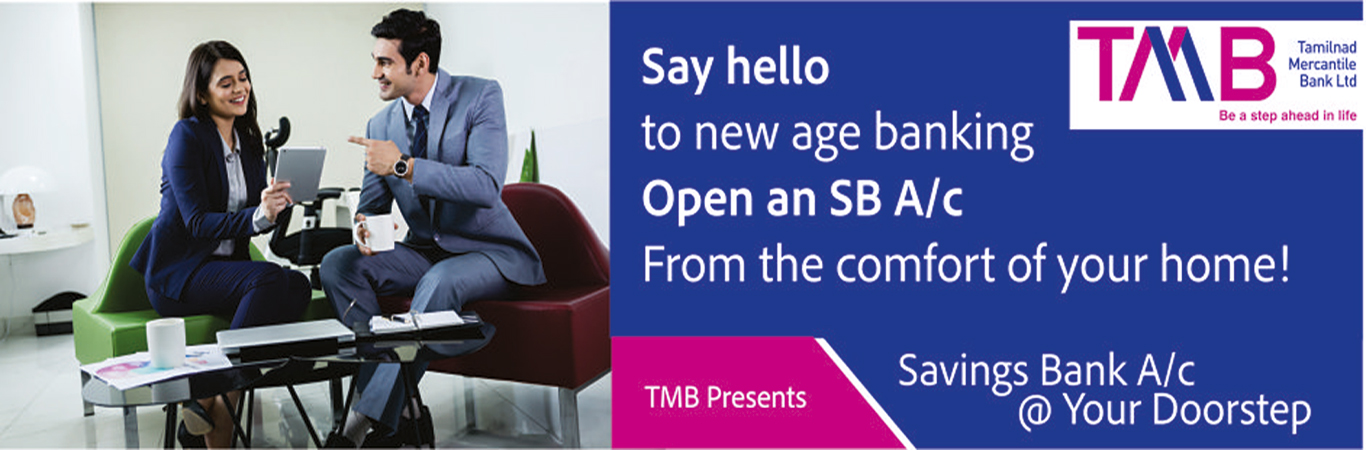 Say hello
to new age banking
Open an SB A/c
From the comfort of your home!
TMB
Tamilnad
Mercantile
Bank Ltd
Be a step ahead in life
TMB Presents
Savings Bank A/c
@ Your Doorstep